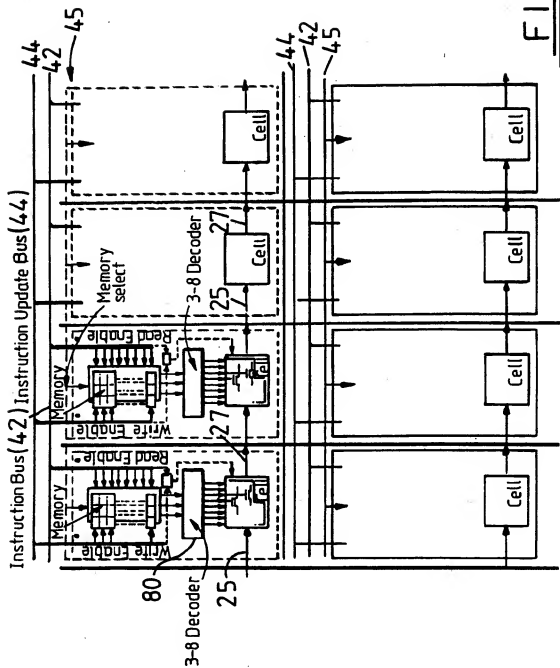 Instruction Bus(42) Instruction Update Bus(44)
44
42
45
Memory
Memory select
Read Enable
Write Enable
80
3-8 Decoder
25
27
Memory
Read Enable
Write Enable
3-8 Decoder
25
27
Cell
Cell
44
42
45
Cell
Cell
Cell
Cell
FI